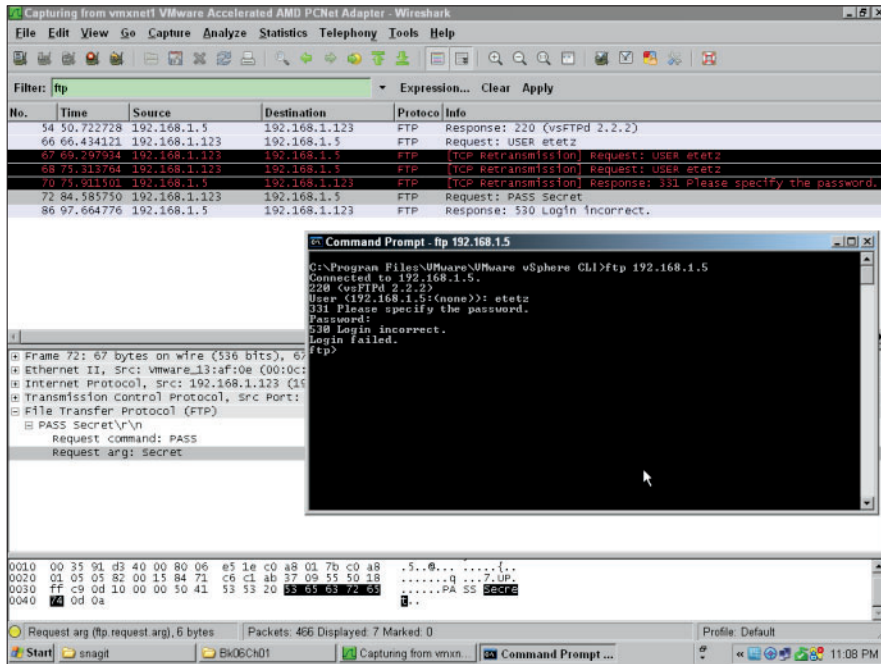 Capturing from vmxnet1 VMware Accelerated AMD PCNet Adapter - Wireshark
File Edit View Go Capture Analyze Statistics Telephony Tools Help
Filter: ftp Expression... Clear Apply
No. Time Source Destination Protoco Info
54 50.722728 192.168.1.5 192.168.1.123 FTP Response: 220 (vsFTPd 2.2.2)
66 66.434121 192.168.1.123 192.168.1.5 FTP Request: USER etetz
67 69.297934 192.168.1.123 192.168.1.5 FTP [TCP Retransmission] Request: USER etetz
68 75.313764 192.168.1.123 192.168.1.5 FTP [TCP Retransmission] Request: USER etetz
70 75.911501 192.168.1.5 192.168.1.123 FTP [TCP Retransmission] Response: 331 Please specify the password.
72 84.585750 192.168.1.123 192.168.1.5 FTP Request: PASS Secret
86 97.664776 192.168.1.5 192.168.1.123 FTP Response: 530 Login incorrect.
Command Prompt - ftp 192.168.1.5
C:\Program Files\VMware\VMware vSphere CLI>ftp 192.168.1.5
Connected to 192.168.1.5.
220 (vsFTPd 2.2.2)
User (192.168.1.5:(none)): etetz
331 Please specify the password.
Password:
530 Login incorrect.
Login failed.
ftp>
Frame 72: 67 bytes on wire (536 bits), 67
Ethernet II, Src: Vmware_13:af:0e (00:0c:
Internet Protocol, Src: 192.168.1.123 (19
Transmission Control Protocol, Src Port:
File Transfer Protocol (FTP)
PASS Secret\r\n
Request command: PASS
Request arg: Secret
0010 00 35 91 d3 40 00 80 06 e5 1e c0 a8 01 7b c0 a8 .5..@... .....{..
0020 01 05 05 82 00 15 84 71 c6 c1 ab 37 09 55 50 18 .......q ...7.UP.
0030 ff c9 0d 10 00 00 50 41 53 53 20 53 65 63 72 65 ......PA SS Secre
0040 74 0d 0a t..
Request arg (ftp.request.arg), 6 bytes Packets: 466 Displayed: 7 Marked: 0 Profile: Default
Start snagit Bk06Ch01 Capturing from vmxn... Command Prompt ... « 11:08 PM